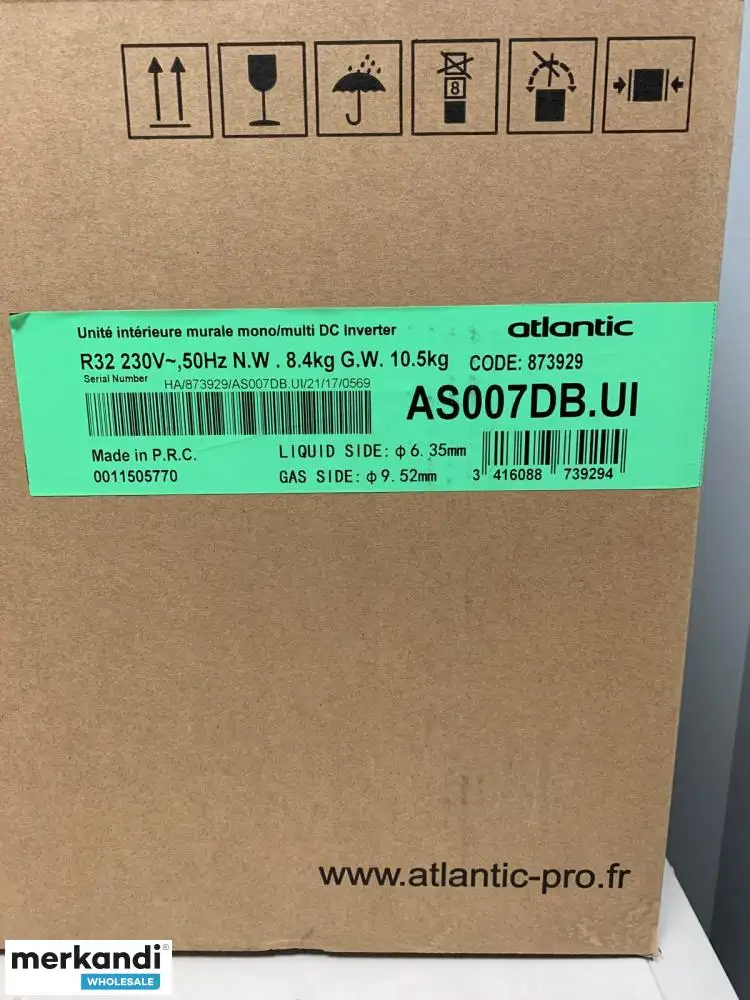 8
Unité intérieure murale mono/multi DC Inverter
atlantic
R32 230V~,50Hz N.W . 8.4kg G.W. 10.5kg
CODE: 873929
Serial Number
HA/873929/AS007DB.UI/21/17/0569
AS007DB.UI
Made in P.R.C.
LIQUID SIDE: ф6.35mm
0011505770
GAS SIDE: ф9.52mm
3 416088 739294
www.atlantic-pro.fr
merkandi®
WHOLESALE